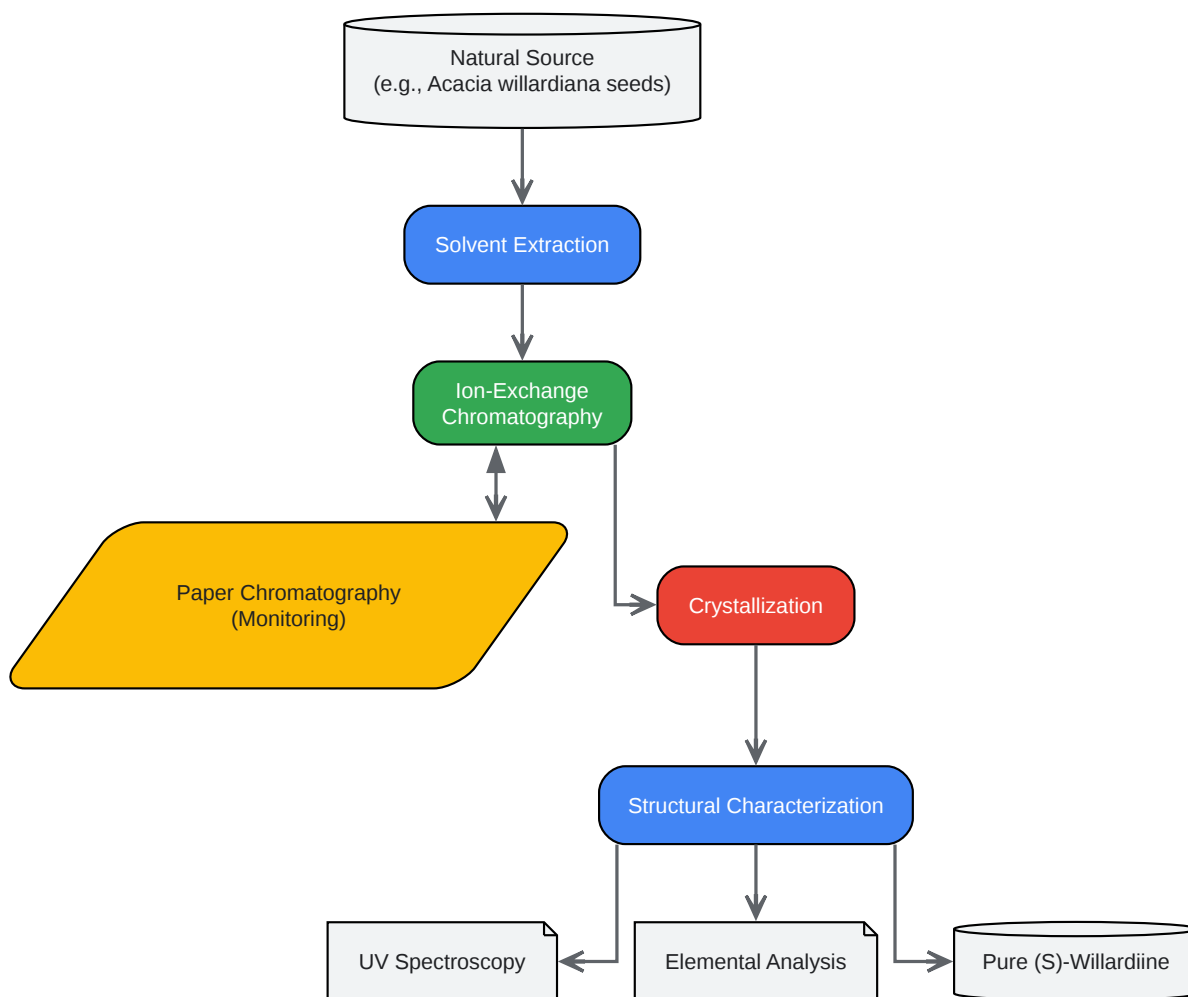 Natural Source
(e.g., Acacia willardiana seeds)
Solvent Extraction
Ion-Exchange
Chromatography
Paper Chromatography
(Monitoring)
Crystallization
Structural Characterization
UV Spectroscopy
Elemental Analysis
Pure (S)-Willardiine